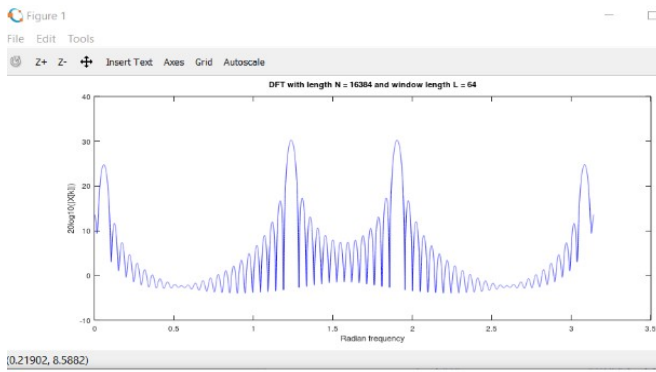 Figure 1
File Edit Tools
Z+ Z- Insert Text Axes Grid Autoscale
DFT with length N = 16384 and window length L = 64
40
30
20
10
0
-10
20log10(|X[k]|)
0 0.5 1 1.5 2 2.5 3 3.5
Radian frequency
(0.21902, 8.5882)